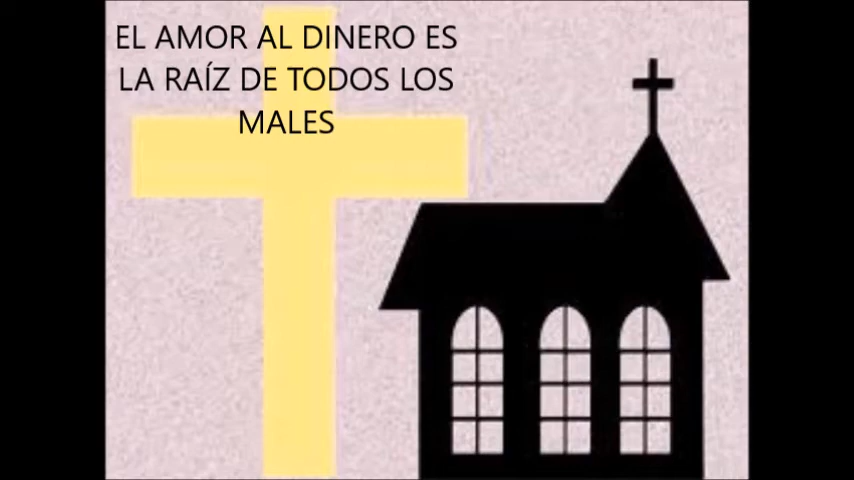 EL AMOR AL DINERO ES
LA RAÍZ DE TODOS LOS
MALES